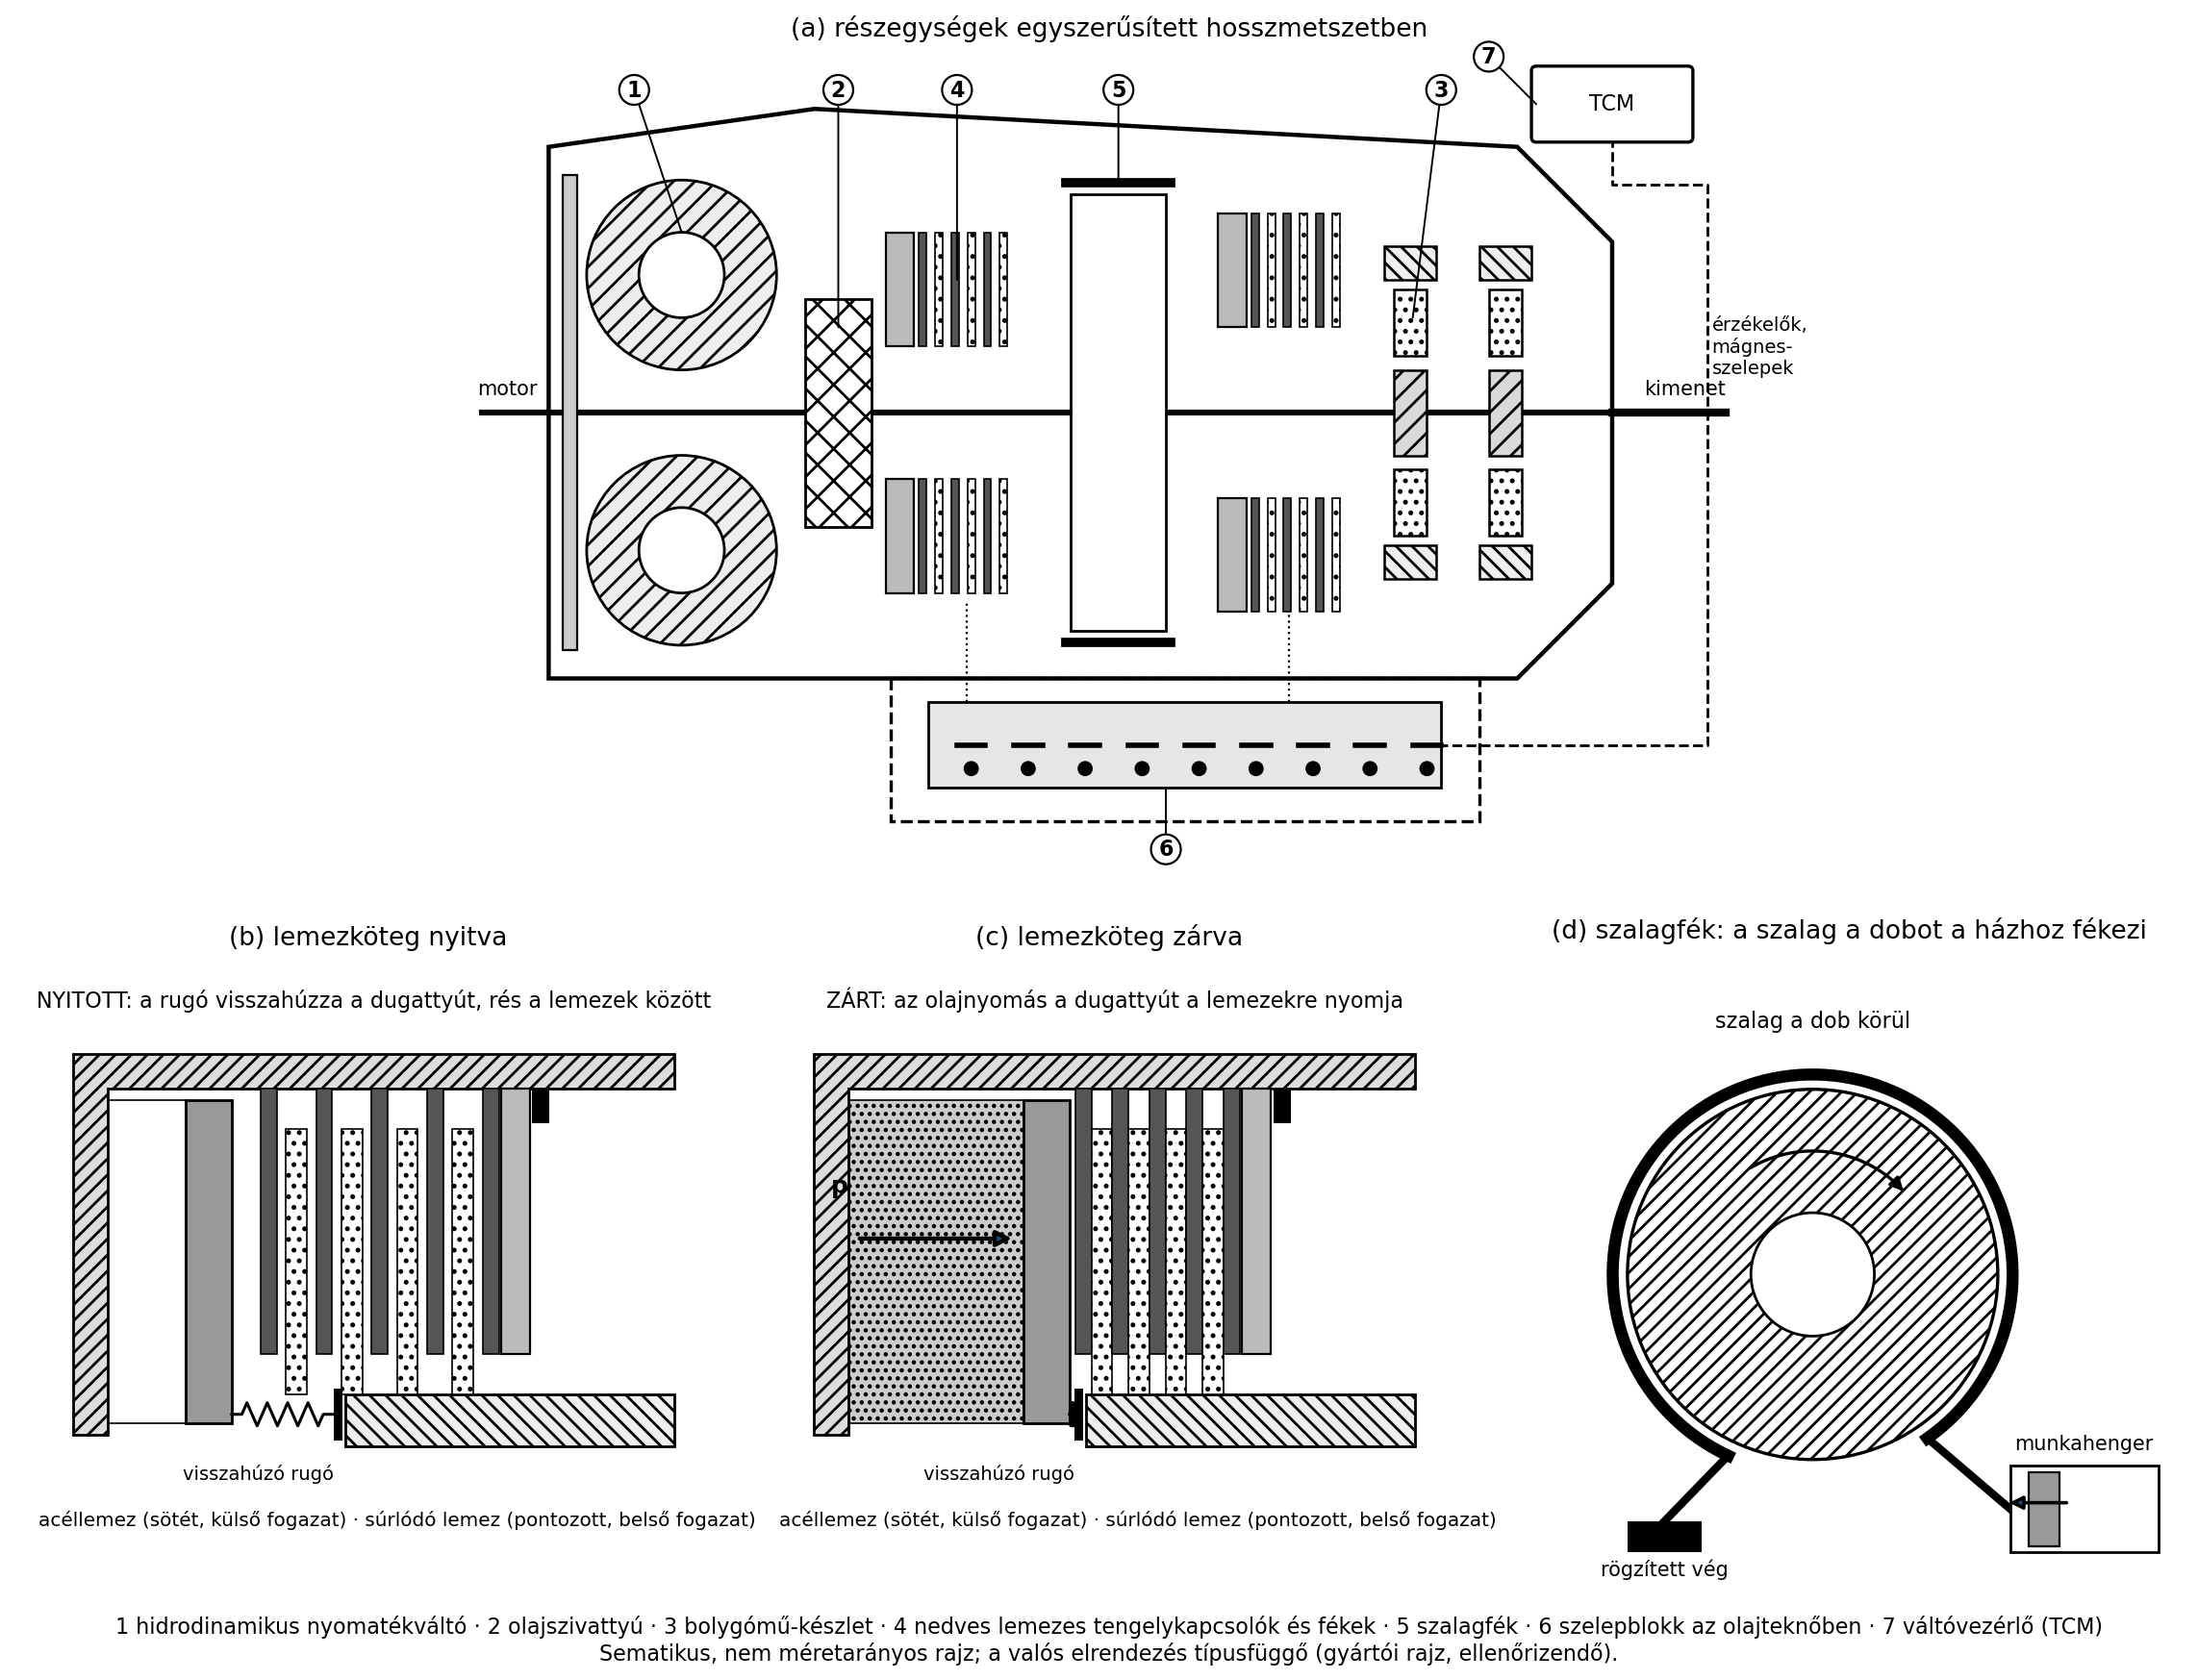 (a) részegységek egyszerűsített hosszmetszetben
7
1
2
4
5
3
TCM
érzékelők,
mágnes-
szelepek
motor
kimenet
6
(b) lemezköteg nyitva
NYITOTT: a rugó visszahúzza a dugattyút, rés a lemezek között
visszahúzó rugó
acéllemez (sötét, külső fogazat) · súrlódó lemez (pontozott, belső fogazat)
(c) lemezköteg zárva
ZÁRT: az olajnyomás a dugattyút a lemezekre nyomja
p
visszahúzó rugó
acéllemez (sötét, külső fogazat) · súrlódó lemez (pontozott, belső fogazat)
(d) szalagfék: a szalag a dobot a házhoz fékezi
szalag a dob körül
munkahenger
rögzített vég
1 hidrodinamikus nyomatékváltó · 2 olajszivattyú · 3 bolygómű-készlet · 4 nedves lemezes tengelykapcsolók és fékek · 5 szalagfék · 6 szelepblokk az olajteknőben · 7 váltóvezérlő (TCM)
Sematikus, nem méretarányos rajz; a valós elrendezés típusfüggő (gyártói rajz, ellenőrizendő).